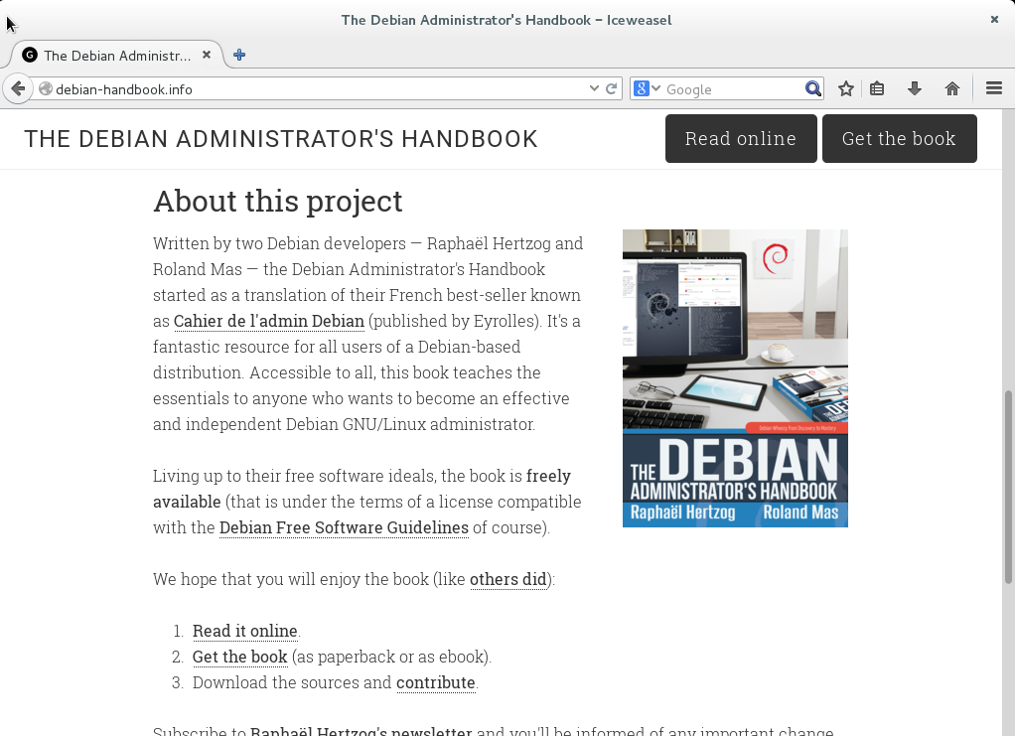 The Debian Administrator's Handbook – Iceweasel
The Debian Administr...
debian-handbook.info
Google
THE DEBIAN ADMINISTRATOR'S HANDBOOK
Read online
Get the book
About this project
Written by two Debian developers — Raphaël Hertzog and
Roland Mas — the Debian Administrator's Handbook
started as a translation of their French best-seller known
as Cahier de l'admin Debian (published by Eyrolles). It's a
fantastic resource for all users of a Debian-based
distribution. Accessible to all, this book teaches the
essentials to anyone who wants to become an effective
and independent Debian GNU/Linux administrator.
Debian Wheezy from Discovery to Mastery
THE DEBIAN
ADMINISTRATOR'S HANDBOOK
Raphaël Hertzog Roland Mas
Living up to their free software ideals, the book is freely
available (that is under the terms of a license compatible
with the Debian Free Software Guidelines of course).
We hope that you will enjoy the book (like others did):
1. Read it online.
2. Get the book (as paperback or as ebook).
3. Download the sources and contribute.
Subscribe to Raphaël Hertzog's newsletter and you'll be informed of any important change